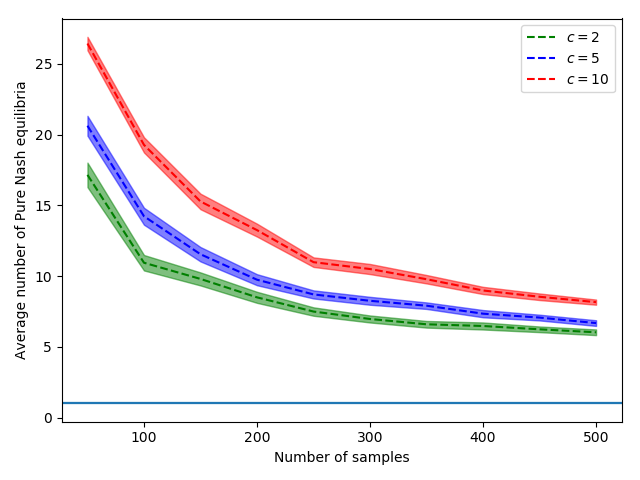 Average number of Pure Nash equilibria
25
20
15
10
5
0
100
200
300
400
500
Number of samples
c = 2
c = 5
c = 10